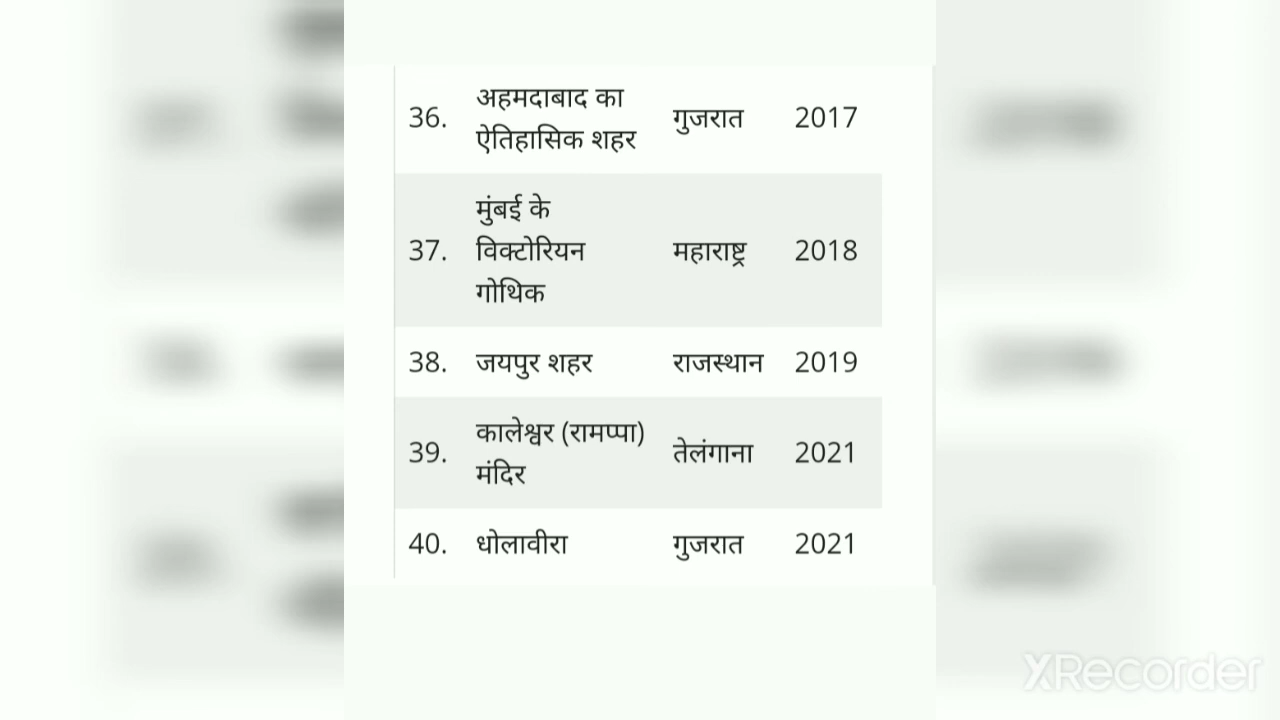 36. अहमदाबाद का ऐतिहासिक शहर गुजरात 2017
37. मुंबई के विक्टोरियन गोथिक महाराष्ट्र 2018
38. जयपुर शहर राजस्थान 2019
39. कालेश्वर (रामप्पा) मंदिर तेलंगाना 2021
40. धोलावीरा गुजरात 2021
XRecorder